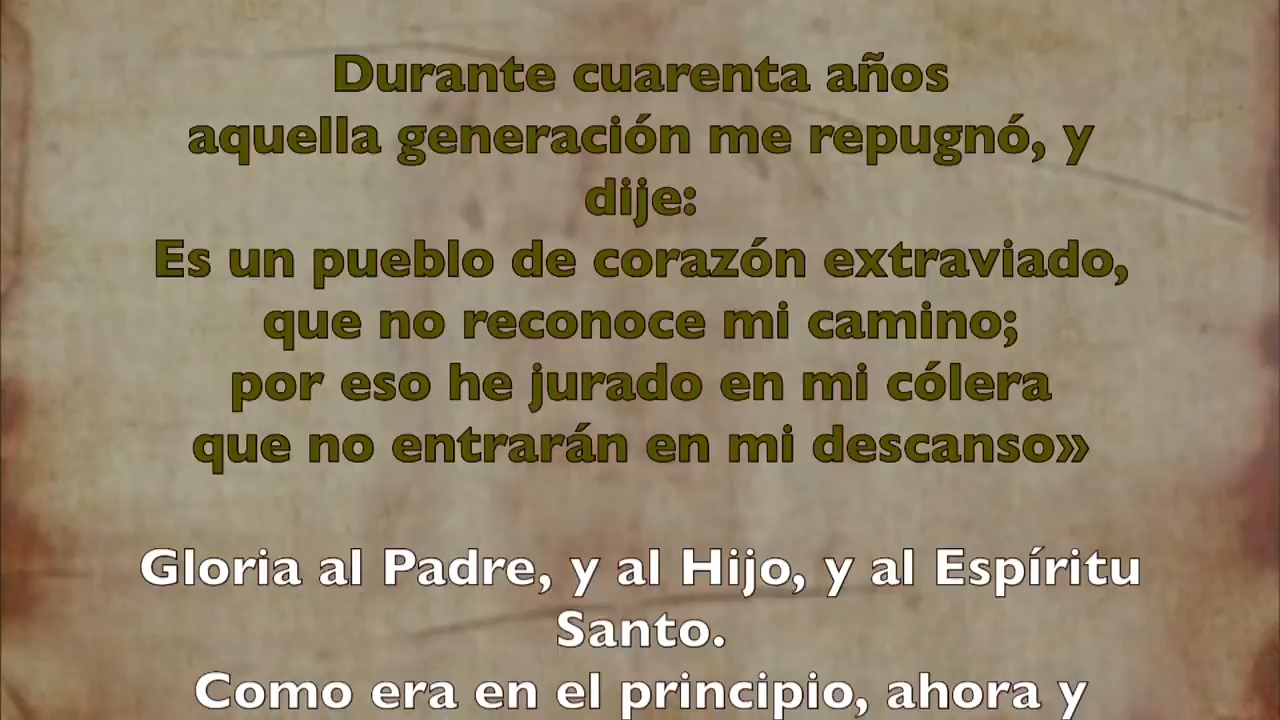 Durante cuarenta años
aquella generación me repugnó, y
dije:
Es un pueblo de corazón extraviado,
que no reconoce mi camino;
por eso he jurado en mi cólera
que no entrarán en mi descanso»
Gloria al Padre, y al Hijo, y al Espíritu
Santo.
Como era en el principio, ahora y